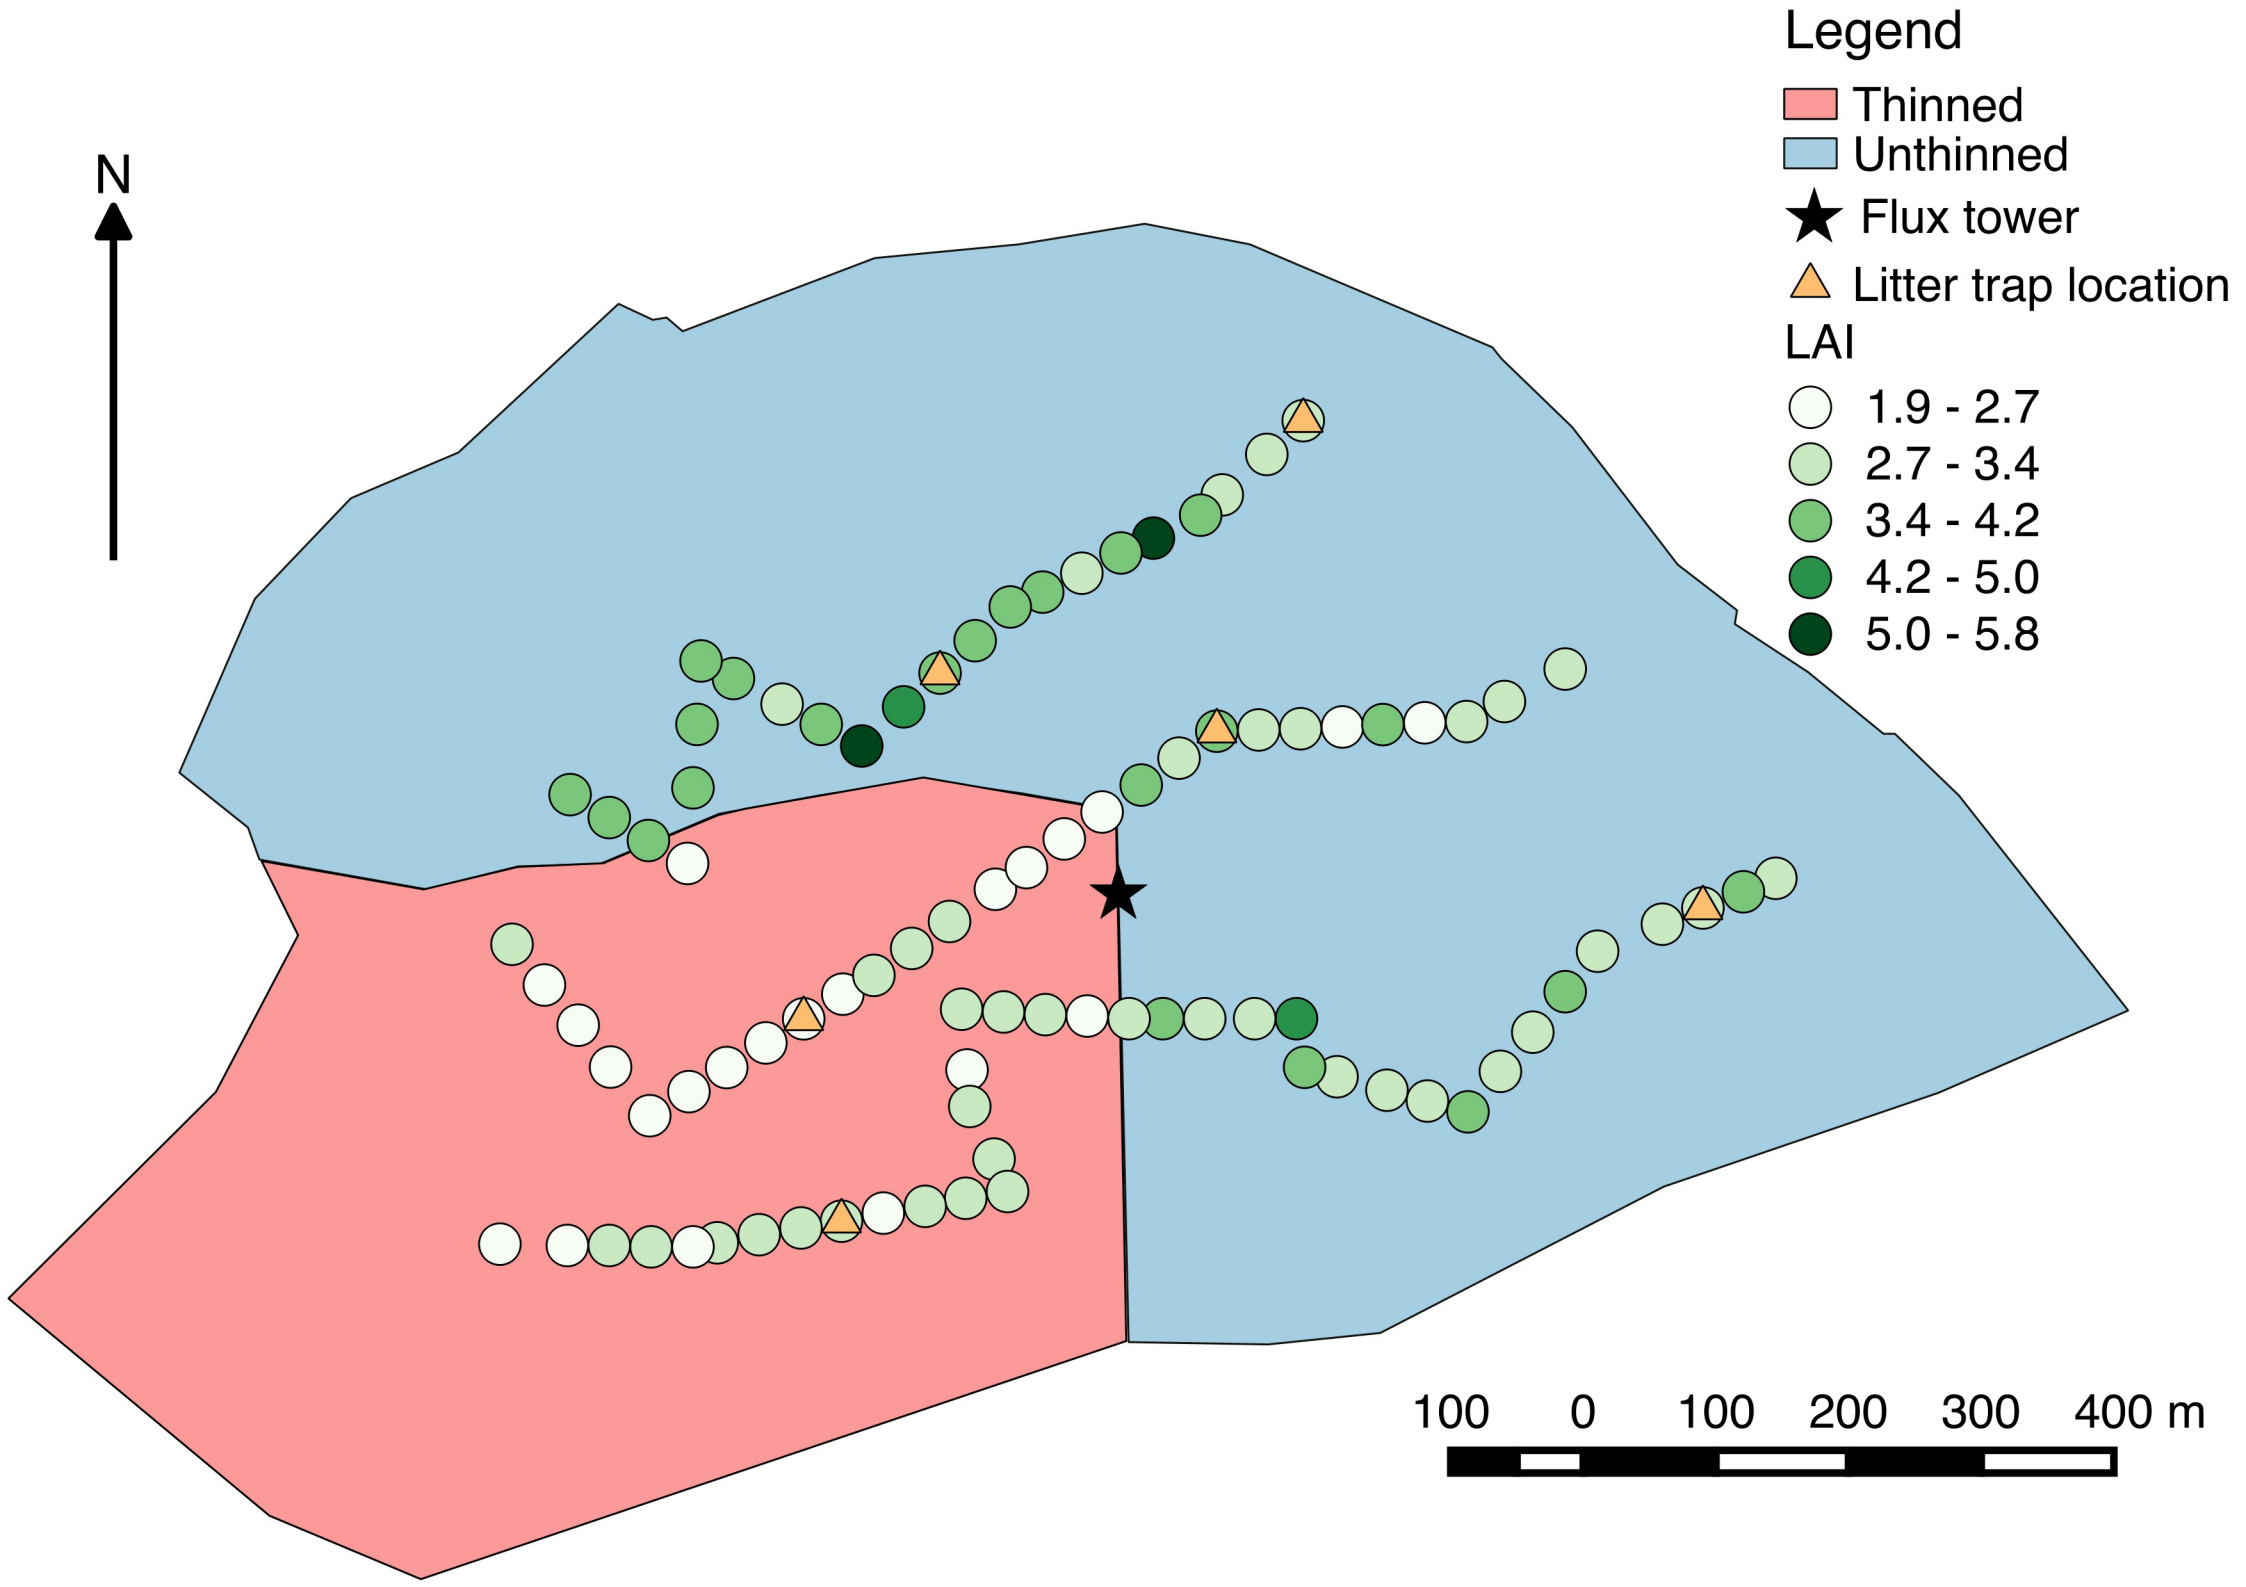 Legend
Thinned
Unthinned
Flux tower
Litter trap location
LAI
1.9 - 2.7
2.7 - 3.4
3.4 - 4.2
4.2 - 5.0
5.0 - 5.8
N
100 0 100 200 300 400 m